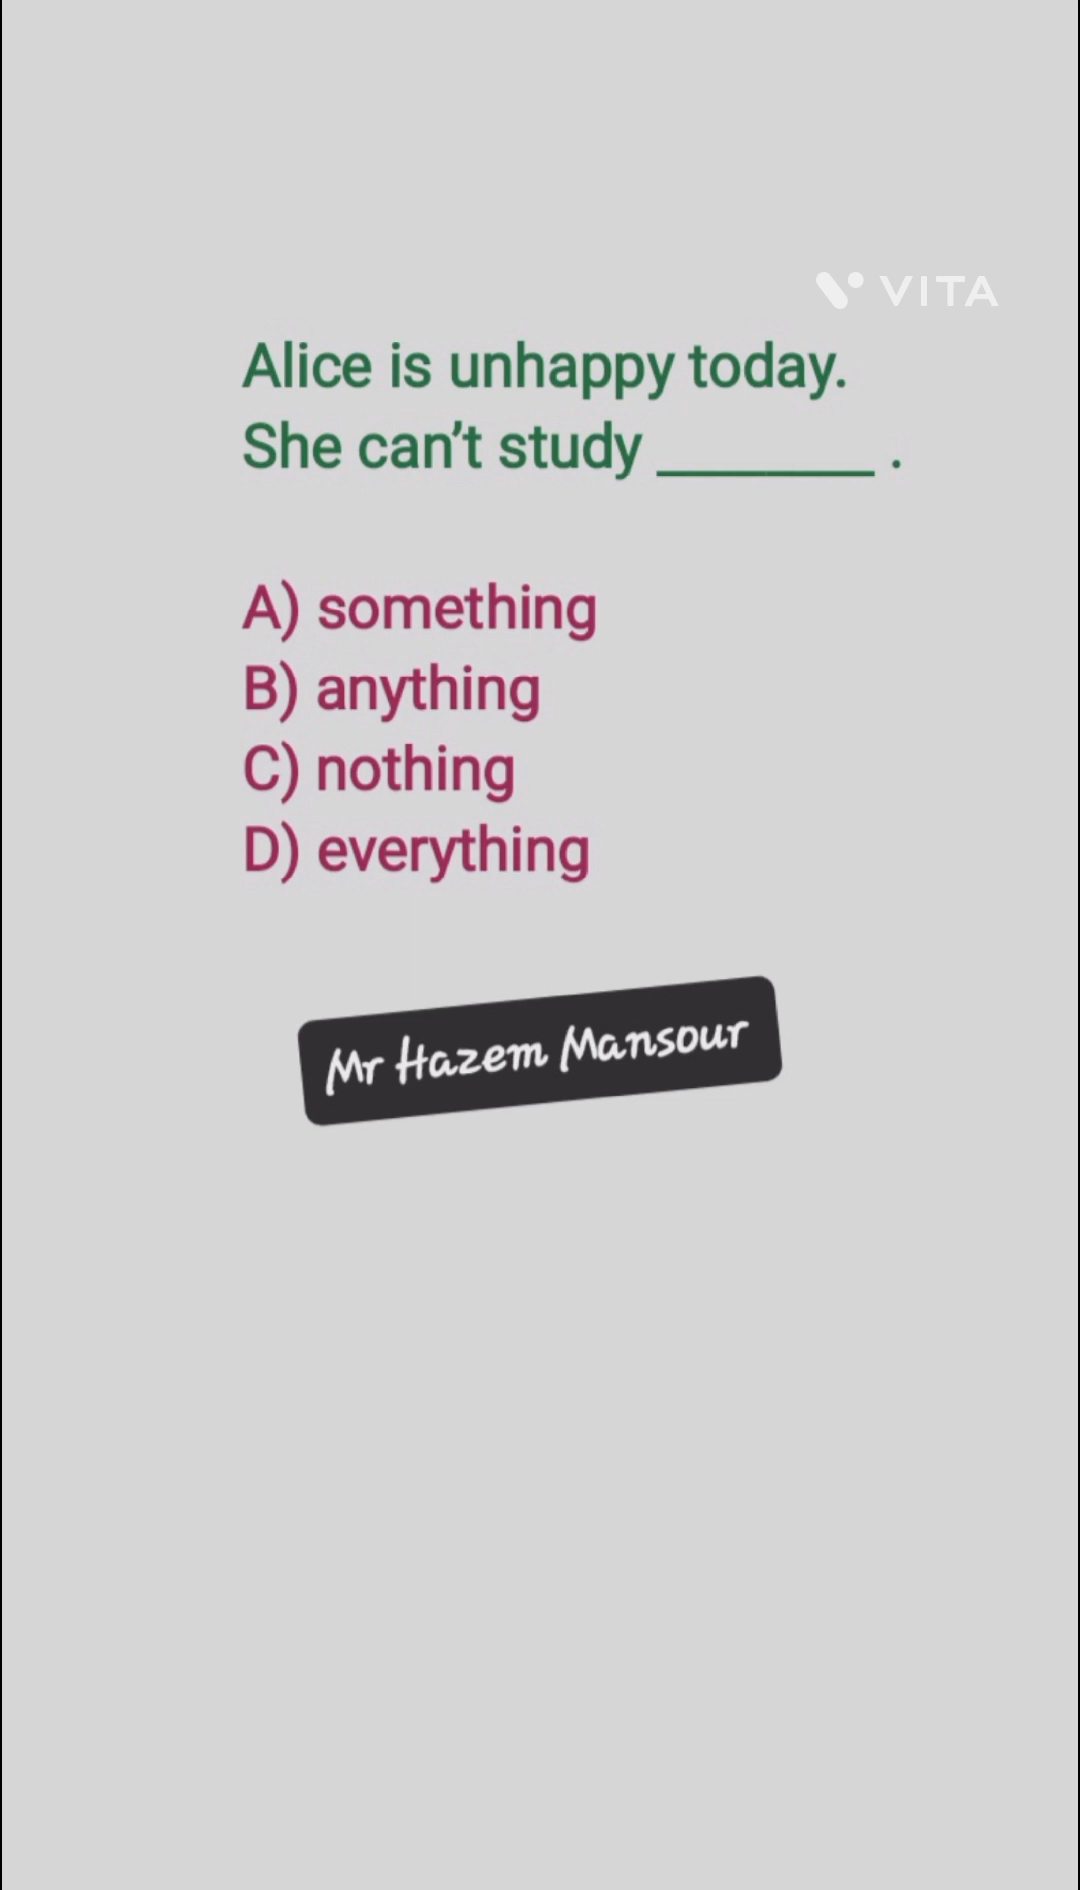 VITA
Alice is unhappy today.
She can’t study ________ .
A) something
B) anything
C) nothing
D) everything
Mr Hazem Mansour